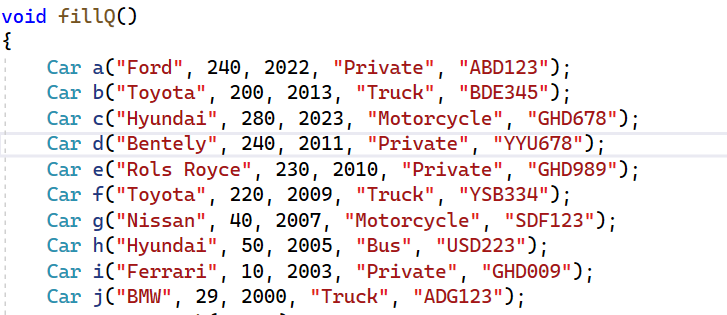 void fillQ()
{
Car a("Ford", 240, 2022, "Private", "ABD123");
Car b("Toyota", 200, 2013, "Truck", "BDE345");
Car c("Hyundai", 280, 2023, "Motorcycle", "GHD678");
Car d("Bentely", 240, 2011, "Private", "YYU678");
Car e("Rols Royce", 230, 2010, "Private", "GHD989");
Car f("Toyota", 220, 2009, "Truck", "YSB334");
Car g("Nissan", 40, 2007, "Motorcycle", "SDF123");
Car h("Hyundai", 50, 2005, "Bus", "USD223");
Car i("Ferrari", 10, 2003, "Private", "GHD009");
Car j("BMW", 29, 2000, "Truck", "ADG123");